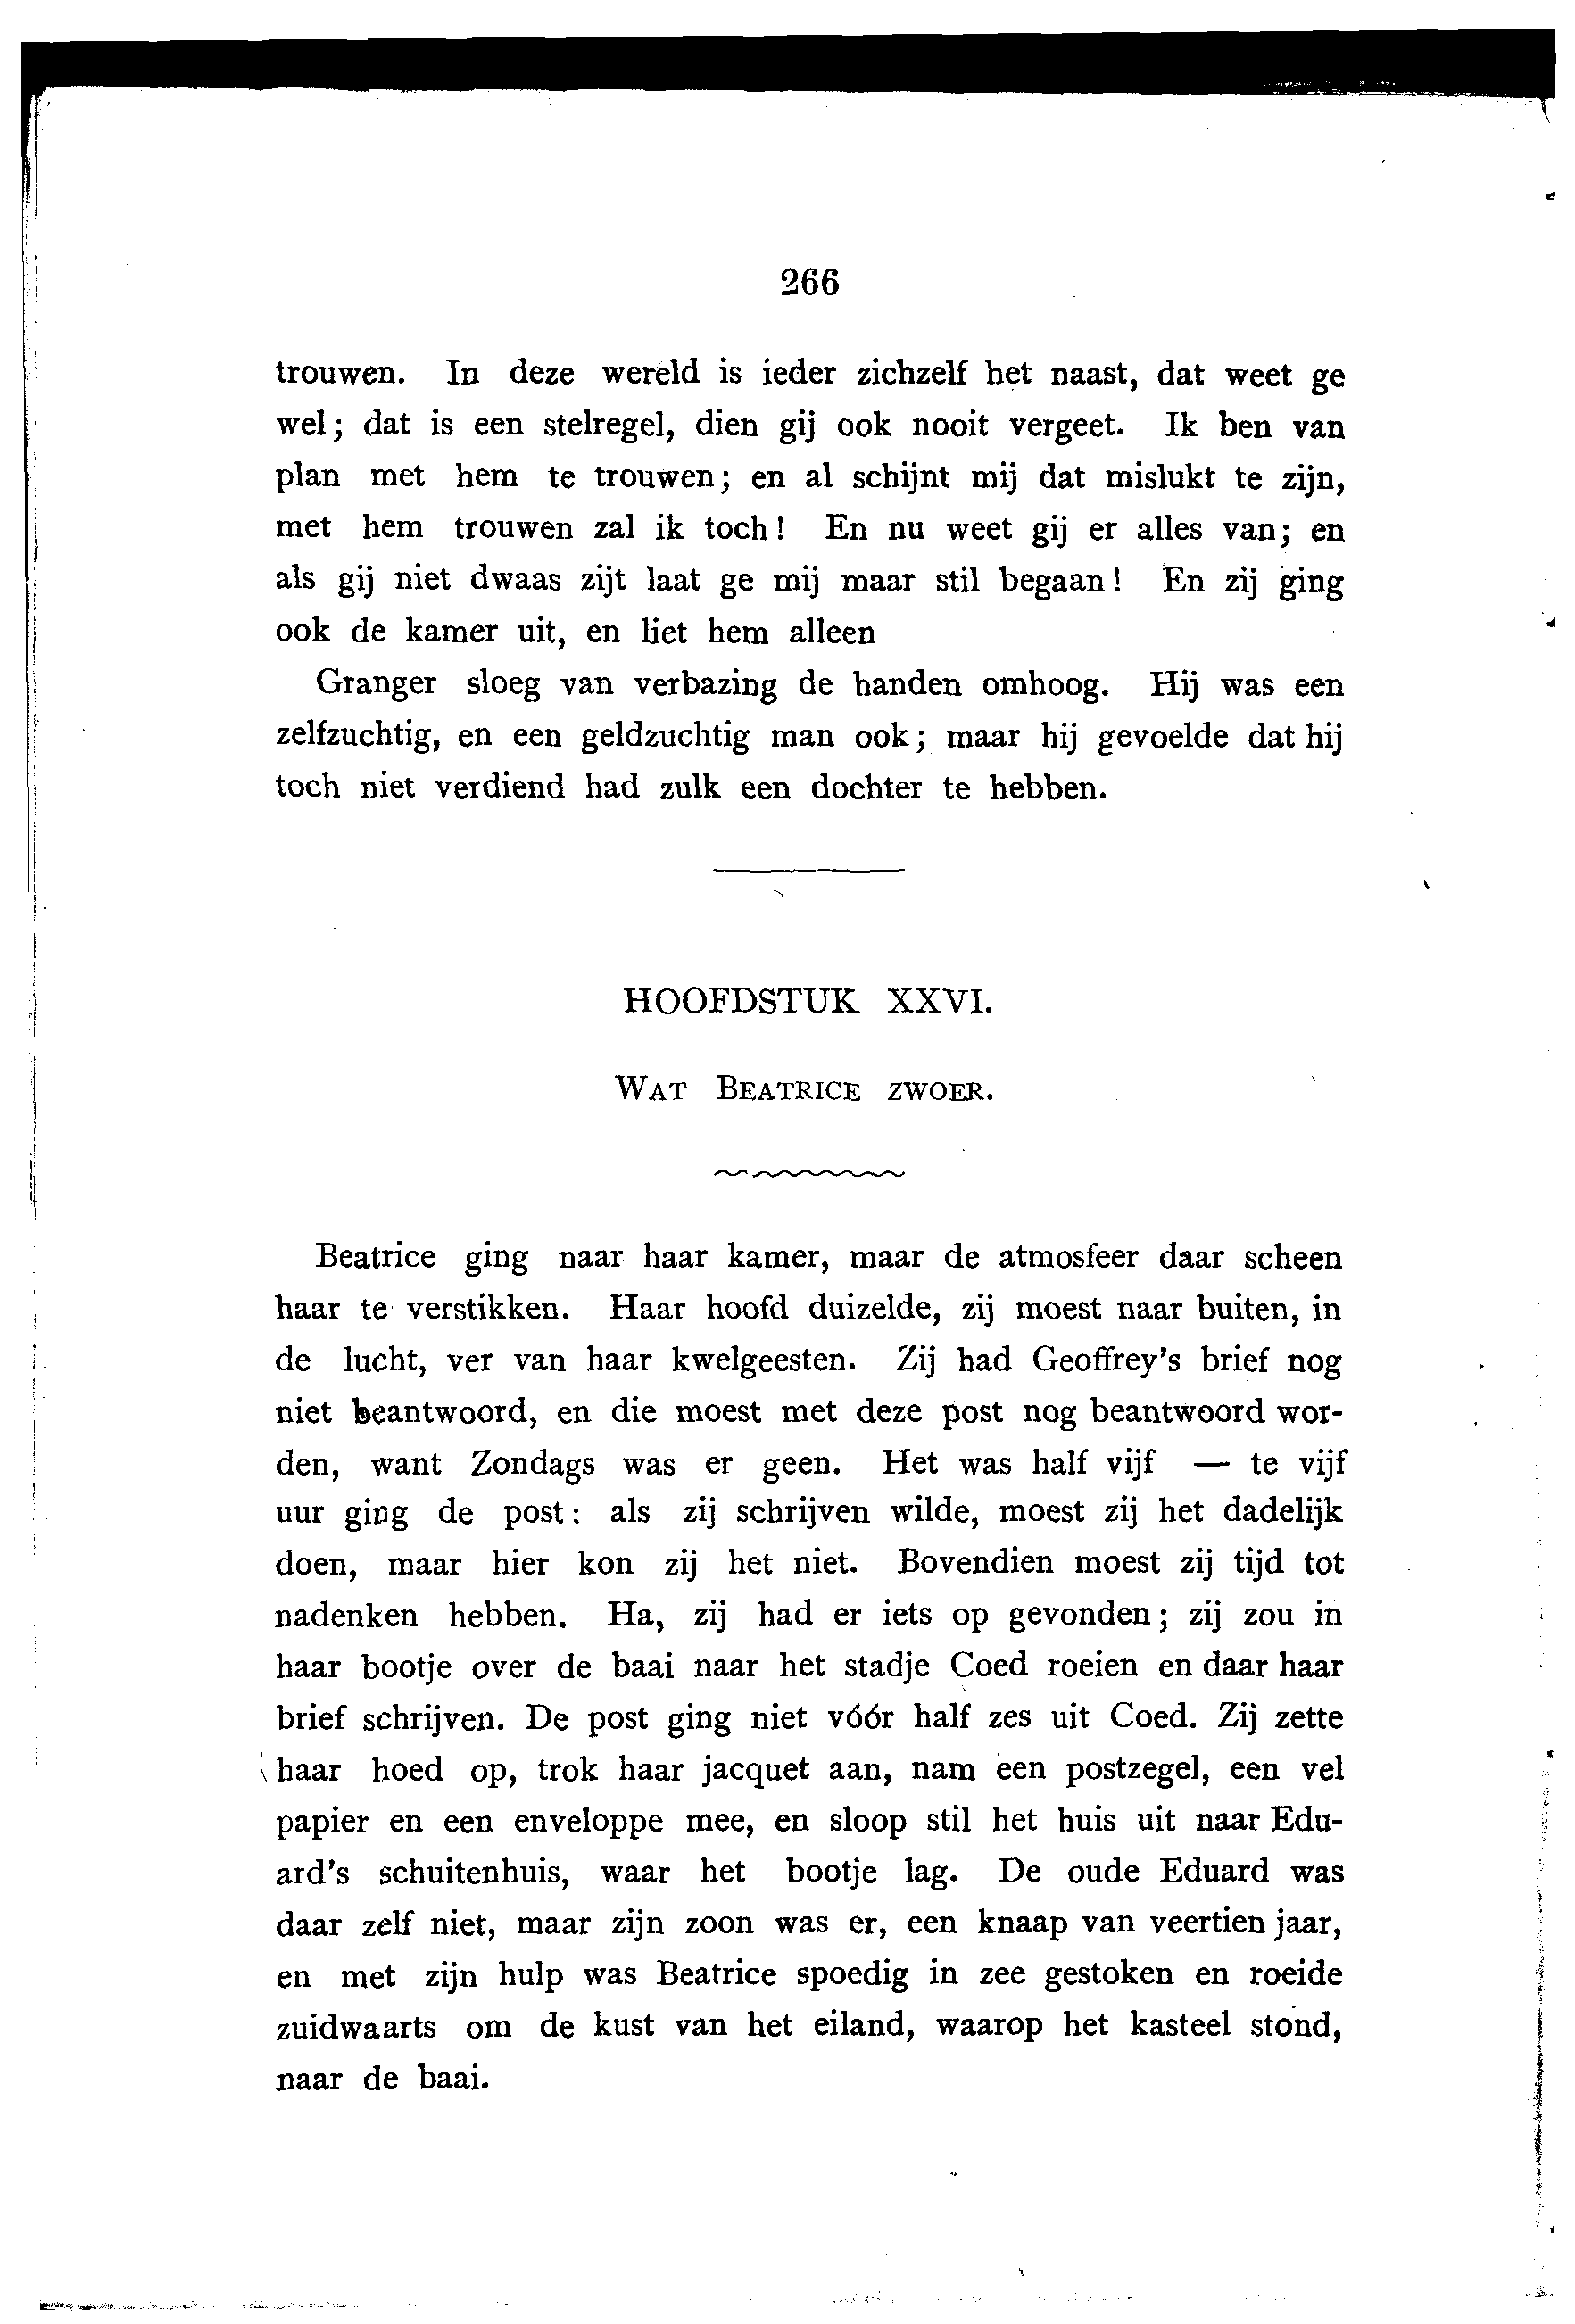 266
trouwen. In deze wereld is ieder zichzelf het naast, dat weet ge
wel; dat is een stelregel, dien gij ook nooit vergeet. Ik ben van
plan met hem te trouwen; en al schijnt mij dat mislukt te zijn,
met hem trouwen zal ik toch! En nu weet gij er alles van; en
als gij niet dwaas zijt laat ge mij maar stil begaan! En zij ging
ook de kamer uit, en liet hem alleen
Granger sloeg van verbazing de handen omhoog. Hij was een
zelfzuchtig, en een geldzuchtig man ook; maar hij gevoelde dat hij
toch niet verdiend had zulk een dochter te hebben.
HOOFDSTUK XXVI.
WAT BEATRICE ZWOER.
Beatrice ging naar haar kamer, maar de atmosfeer daar scheen
haar te verstikken. Haar hoofd duizelde, zij moest naar buiten, in
de lucht, ver van haar kwelgeesten. Zij had Geoffrey's brief nog
niet beantwoord, en die moest met deze post nog beantwoord wor-
den, want Zondags was er geen. Het was half vijf — te vijf
uur ging de post: als zij schrijven wilde, moest zij het dadelijk
doen, maar hier kon zij het niet. Bovendien moest zij tijd tot
nadenken hebben. Ha, zij had er iets op gevonden; zij zou in
haar bootje over de baai naar het stadje Coed roeien en daar haar
brief schrijven. De post ging niet vóór half zes uit Coed. Zij zette
haar hoed op, trok haar jacquet aan, nam een postzegel, een vel
papier en een enveloppe mee, en sloop stil het huis uit naar Edu-
ard's schuitenhuis, waar het bootje lag. De oude Eduard was
daar zelf niet, maar zijn zoon was er, een knaap van veertien jaar,
en met zijn hulp was Beatrice spoedig in zee gestoken en roeide
zuidwaarts om de kust van het eiland, waarop het kasteel stond,
naar de baai.